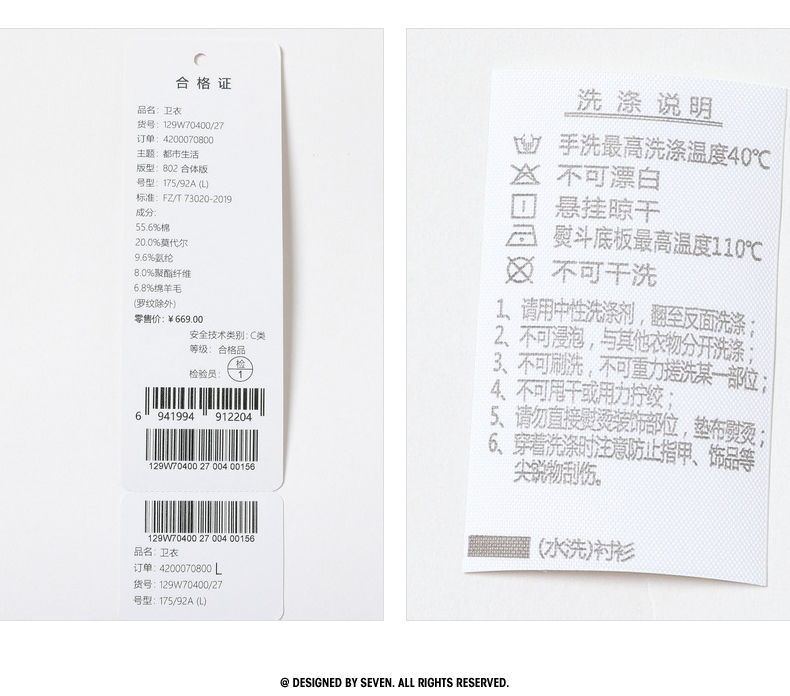 合格证
品名：卫衣
货号：129W70400/27
订单：4200070800
主题：都市生活
版型：802 合体版
号型：175/92A (L)
标准：FZ/T 73020-2019
成分：
55.6%棉
20.0%莫代尔
9.6%氨纶
8.0%聚酯纤维
6.8%绵羊毛
(罗纹除外)
零售价：¥669.00
安全技术类别：C类
等级：合格品
检验员：检1
6 941994 912204
129W70400 27 004 00156
129W70400 27 004 00156
品名：卫衣
订单：4200070800 L
货号：129W70400/27
号型：175/92A (L)
洗涤说明
手洗最高洗涤温度40℃
不可漂白
悬挂晾干
熨斗底板最高温度110℃
不可干洗
1、请用中性洗涤剂，翻至反面洗涤；
2、不可浸泡，与其他衣物分开洗涤；
3、不可刷洗，不可重力搓洗某一部位；
4、不可甩干或用力拧绞；
5、请勿直接熨烫装饰部位，垫布熨烫；
6、穿着洗涤时注意防止指甲、饰品等
尖锐物刮伤。
(水洗)衬衫
@ DESIGNED BY SEVEN. ALL RIGHTS RESERVED.